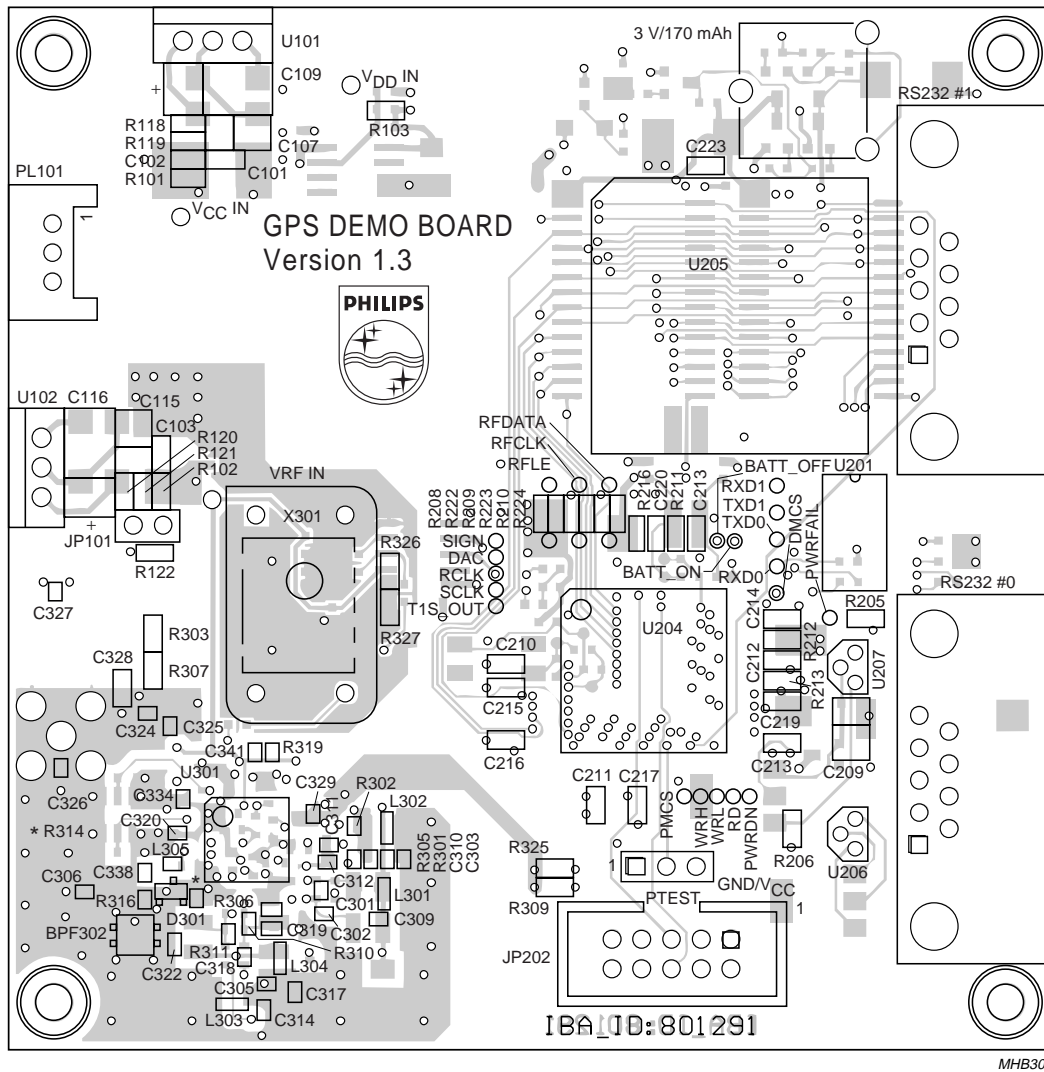 U101
C109
+
R118
R119
C102
R101
C107
C101
VDD IN
R103
VCC IN
PL101
1
3 V/170 mAh
RS232 #1
C223
GPS DEMO BOARD
Version 1.3
PHILIPS
U205
U102
C116
C115
C103
R120
R121
R102
+
JP101
R122
VRF IN
X301
RFDATA
RFCLK
RFLE
R208
R222
R209
R223
R210
R224
R216
C220
R211
C213
BATT_OFF
U201
RXD1
TXD1
TXD0
RXD0
DMCS
PWRFAIL
BATT_ON
SIGN
DAC
RCLK
SCLK
T1S_OUT
R326
R327
RS232 #0
C327
R303
R307
C328
C324
C325
U204
C210
C215
C216
C214
R205
R212
C212
U207
R213
C219
C213
C209
C341
R319
U301
C326
C334
C320
* R314
L305
C329
C311
R302
L302
C338
C306
R316
*
D301
BPF302
C312
R305
R301
C310
C303
L301
C301
C309
R306
C319
C302
R311
R310
C322
C318
L304
C305
C317
L303
C314
C211
C217
PMCS
WRH
WRL
RD
PWRDN
R206
U206
R325
R309
1
GND/VCC
PTEST
1
JP202
IBA_ID:801291
MHB30